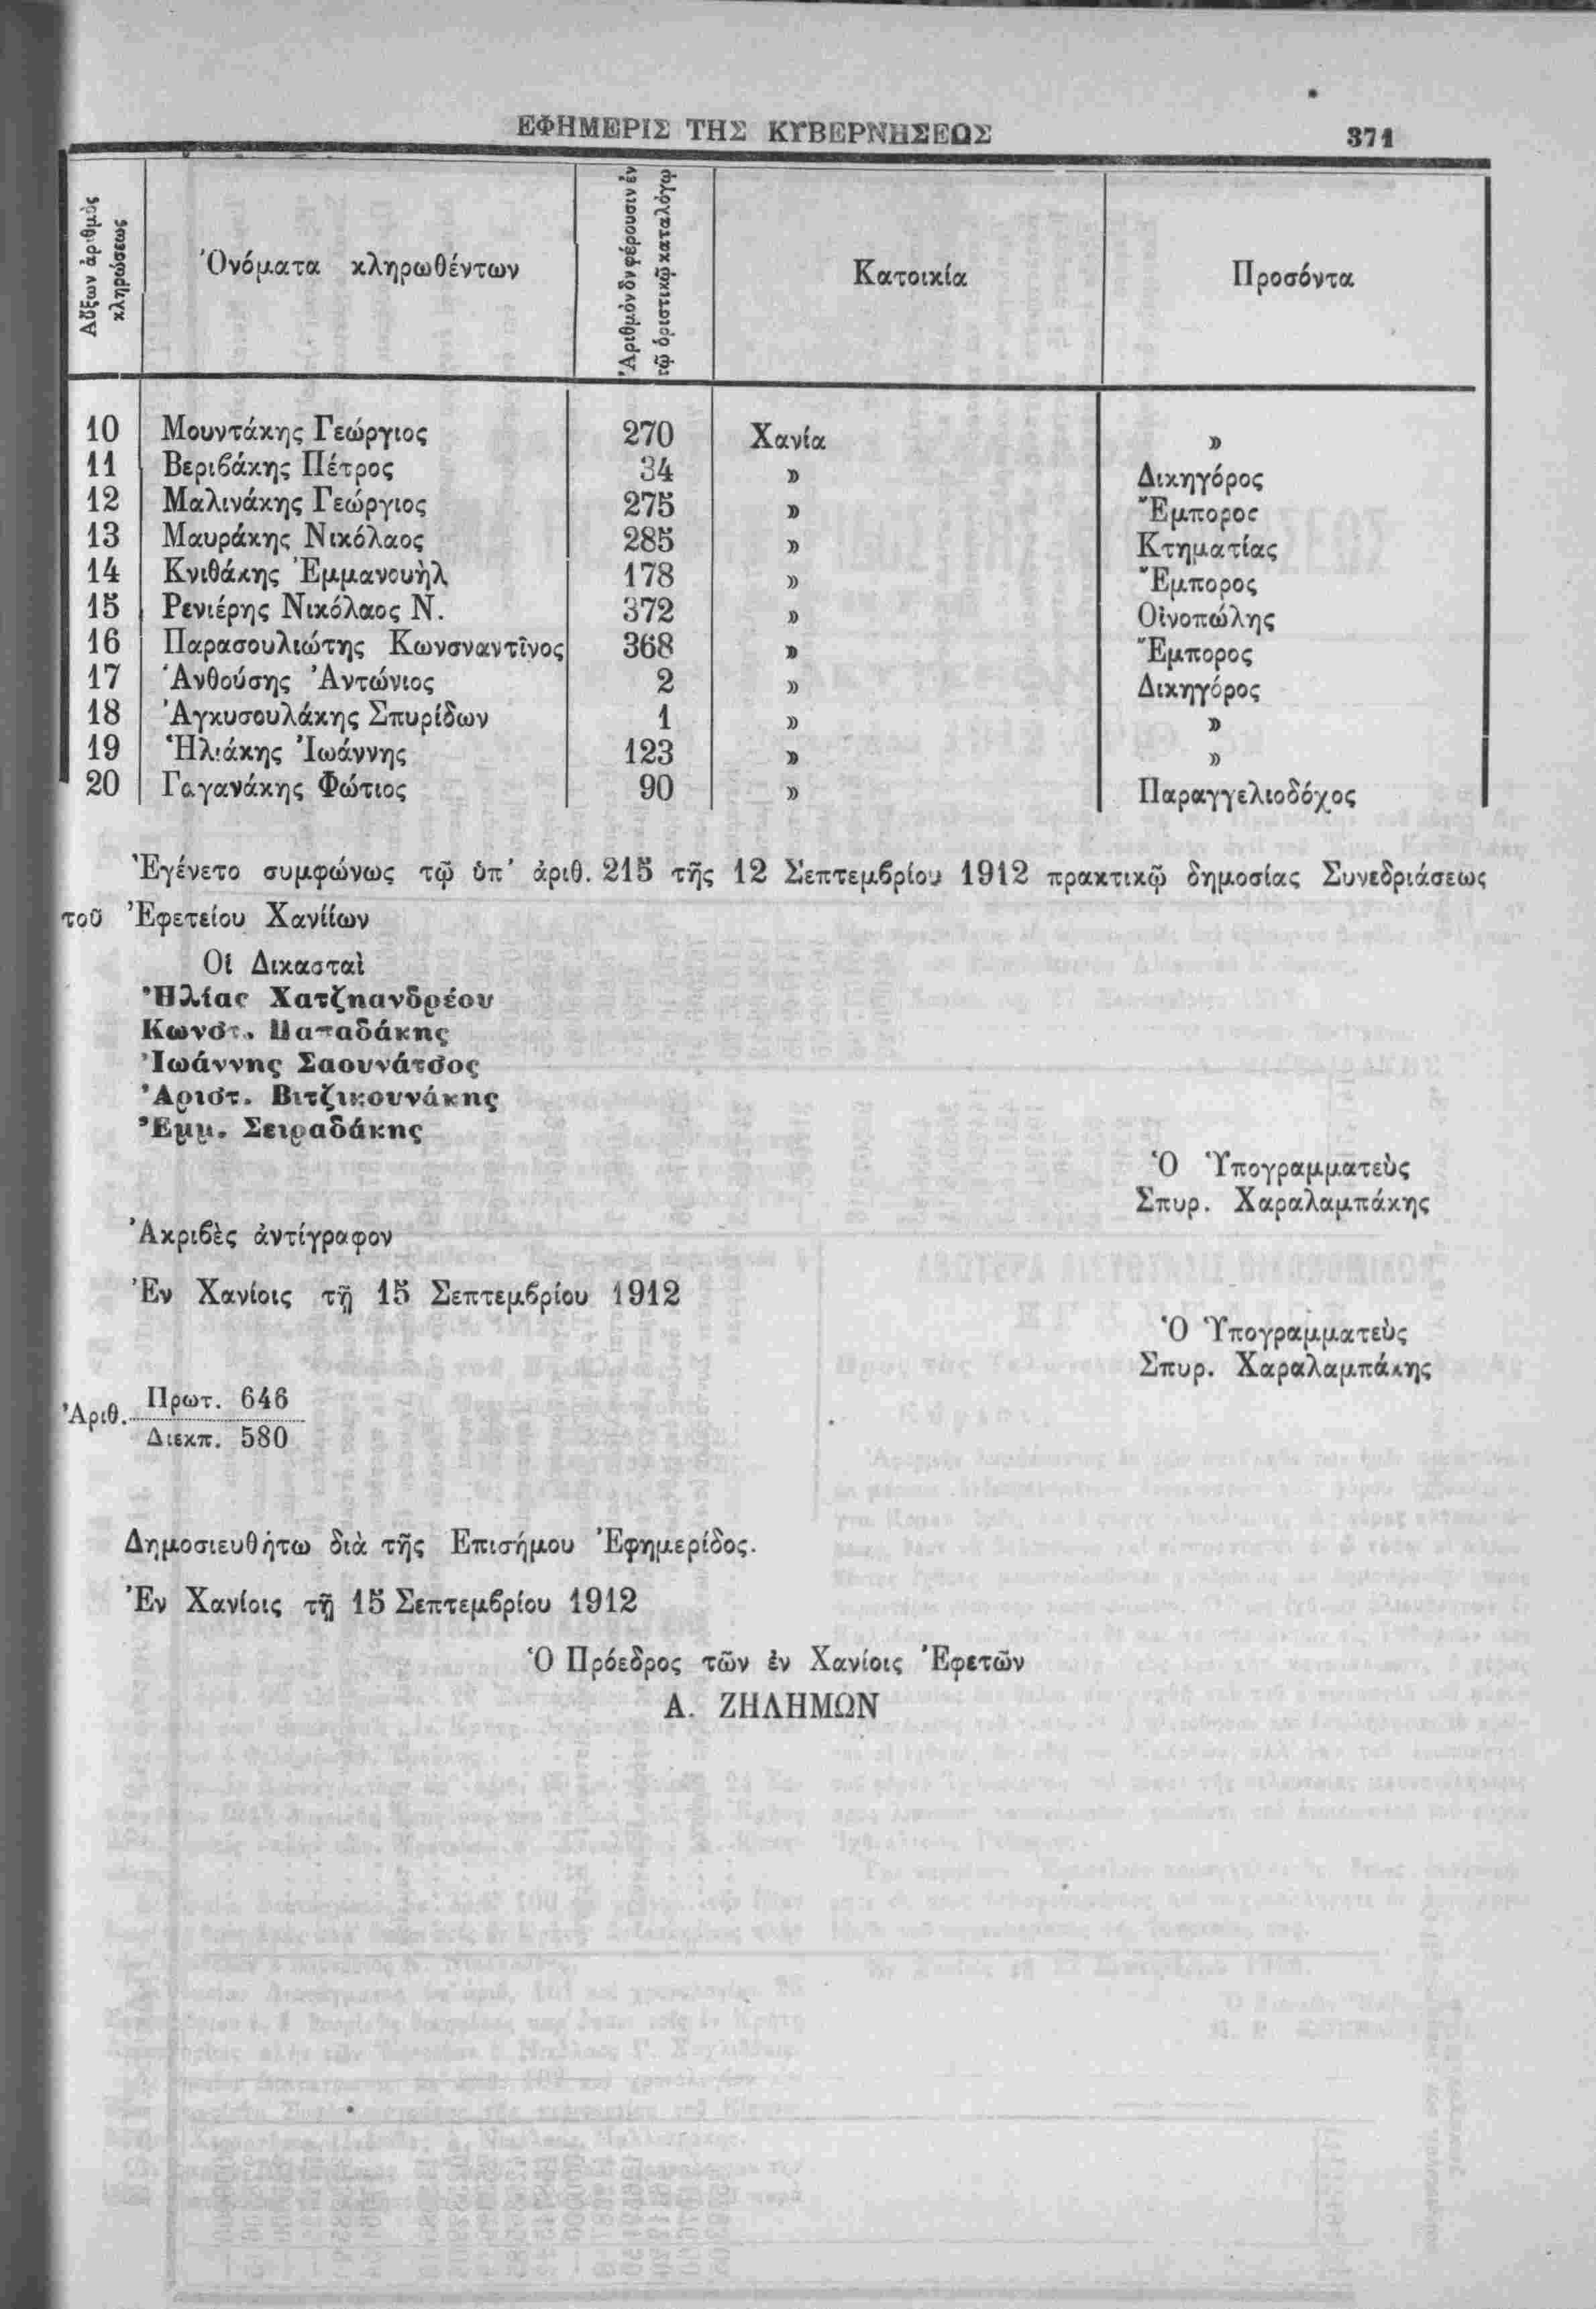 ΕΦΗΜΕΡΙΣ ΤΗΣ ΚΥΒΕΡΝΗΣΕΩΣ 371
Αὔξων ἀριθμὸς κληρώσεως Ὀνόματα κληρωθέντων Ἀριθμὸν ὃν φέρουσιν ἐν τῷ ὁριστικῷ καταλόγῳ Κατοικία Προσόντα
10 Μουντάκης Γεώργιος 270 Χανία »
11 Βεριβάκης Πέτρος 34 » Δικηγόρος
12 Μαλινάκης Γεώργιος 275 » Ἔμπορος
13 Μαυράκης Νικόλαος 285 » Κτηματίας
14 Κνιθάκης Ἐμμανουὴλ 178 » Ἔμπορος
15 Ρενιέρης Νικόλαος Ν. 372 » Οἰνοπώλης
16 Παρασουλιώτης Κωνσναντῖνος 368 » Ἔμπορος
17 Ἀνθούσης Ἀντώνιος 2 » Δικηγόρος
18 Ἀγκυσουλάκης Σπυρίδων 1 » »
19 Ἡλιάκης Ἰωάννης 123 » »
20 Γαγανάκης Φώτιος 90 » Παραγγελιοδόχος
Ἐγένετο συμφώνως τῷ ὑπ' ἀριθ. 215 τῆς 12 Σεπτεμβρίου 1912 πρακτικῷ δημοσίας Συνεδριάσεως
τοῦ Ἐφετείου Χανίίων
Οἱ Δικασταὶ
Ἠλίας Χατζηανδρέου
Κωνστ. Παπαδάκης
Ἰωάννης Σαουνάτσος
Ἀριστ. Βιτζικουνάκης
Ἐμμ. Σειραδάκης
Ὁ Ὑπογραμματεὺς
Σπυρ. Χαραλαμπάκης
Ἀκριβὲς ἀντίγραφον
Ἐν Χανίοις τῇ 15 Σεπτεμβρίου 1912
Ὁ Ὑπογραμματεὺς
Σπυρ. Χαραλαμπάκης
Ἀριθ. Πρωτ. 646
Διεκπ. 580
Δημοσιευθήτω διὰ τῆς Επισήμου Ἐφημερίδος.
Ἐν Χανίοις τῇ 15 Σεπτεμβρίου 1912
Ὁ Πρόεδρος τῶν ἐν Χανίοις Ἐφετῶν
Α. ΖΗΛΗΜΩΝ